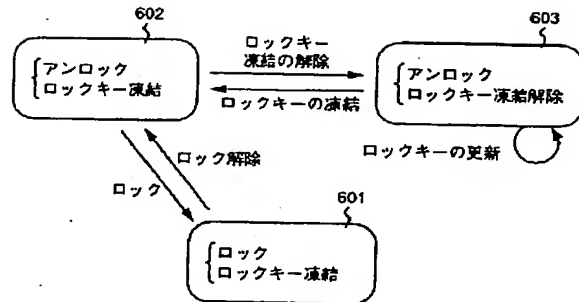 602
アンロック
ロックキー凍結
ロックキー
凍結の解除
ロックキーの凍結
603
アンロック
ロックキー凍結解除
ロックキーの更新
ロック解除
ロック
601
ロック
ロックキー凍結